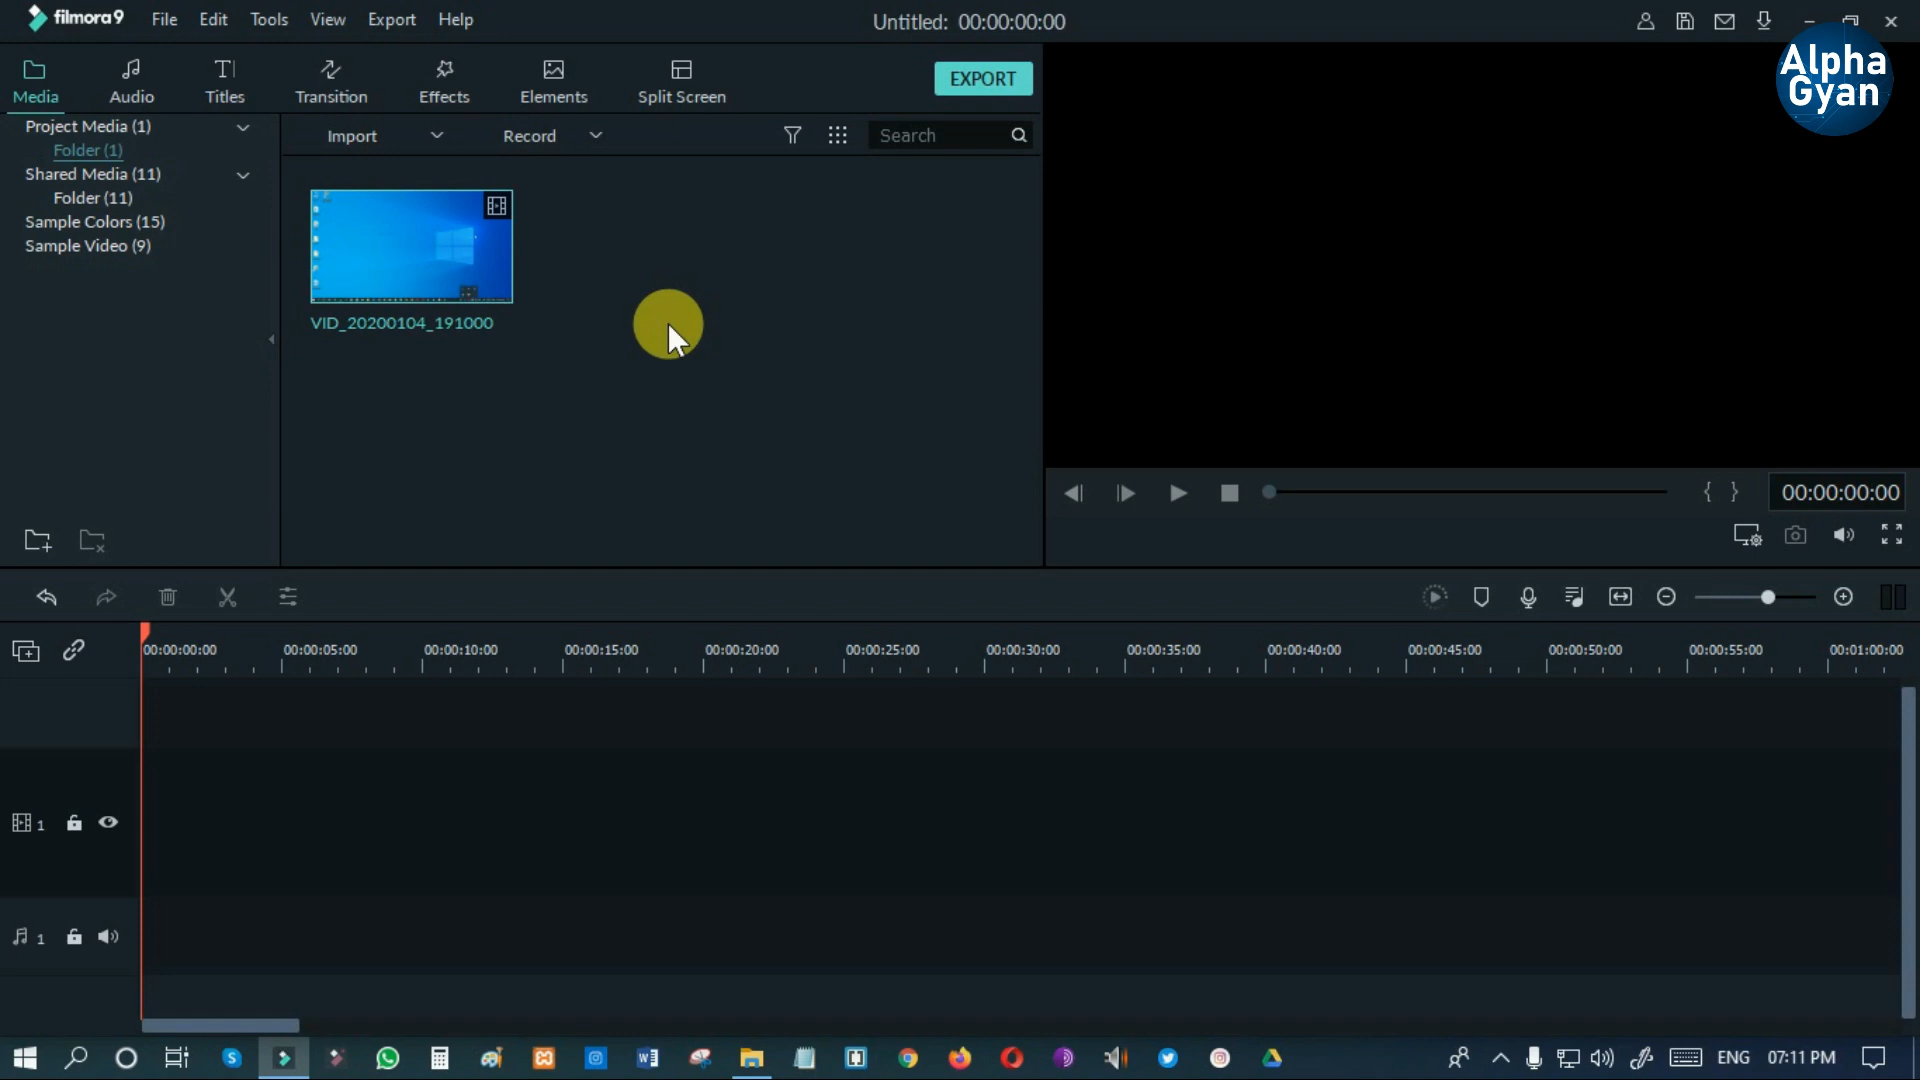 filmora9 File Edit Tools View Export Help
Untitled: 00:00:00:00
Alpha
Gyan
Media Audio Titles Transition Effects Elements Split Screen
EXPORT
Project Media (1)
Folder (1)
Shared Media (11)
Folder (11)
Sample Colors (15)
Sample Video (9)
Import Record Search
VID_20200104_191000
00:00:00:00
00:00:00:00 00:00:05:00 00:00:10:00 00:00:15:00 00:00:20:00 00:00:25:00 00:00:30:00 00:00:35:00 00:00:40:00 00:00:45:00 00:00:50:00 00:00:55:00 00:01:00:00
1
1
ENG 07:11 PM